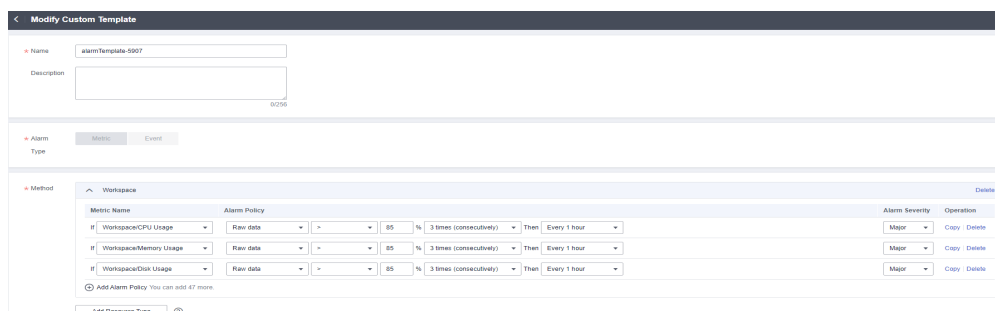 < Modify Custom Template
* Name alarmTemplate-5907
Description
0/256
* Alarm Type Metric Event
* Method Workspace Delete
Metric Name Alarm Policy Alarm Severity Operation
If Workspace/CPU Usage Raw data > 85 % 3 times (consecutively) Then Every 1 hour Major Copy | Delete
If Workspace/Memory Usage Raw data > 85 % 3 times (consecutively) Then Every 1 hour Major Copy | Delete
If Workspace/Disk Usage Raw data > 85 % 3 times (consecutively) Then Every 1 hour Major Copy | Delete
Add Alarm Policy You can add 47 more.
Add Resource Type